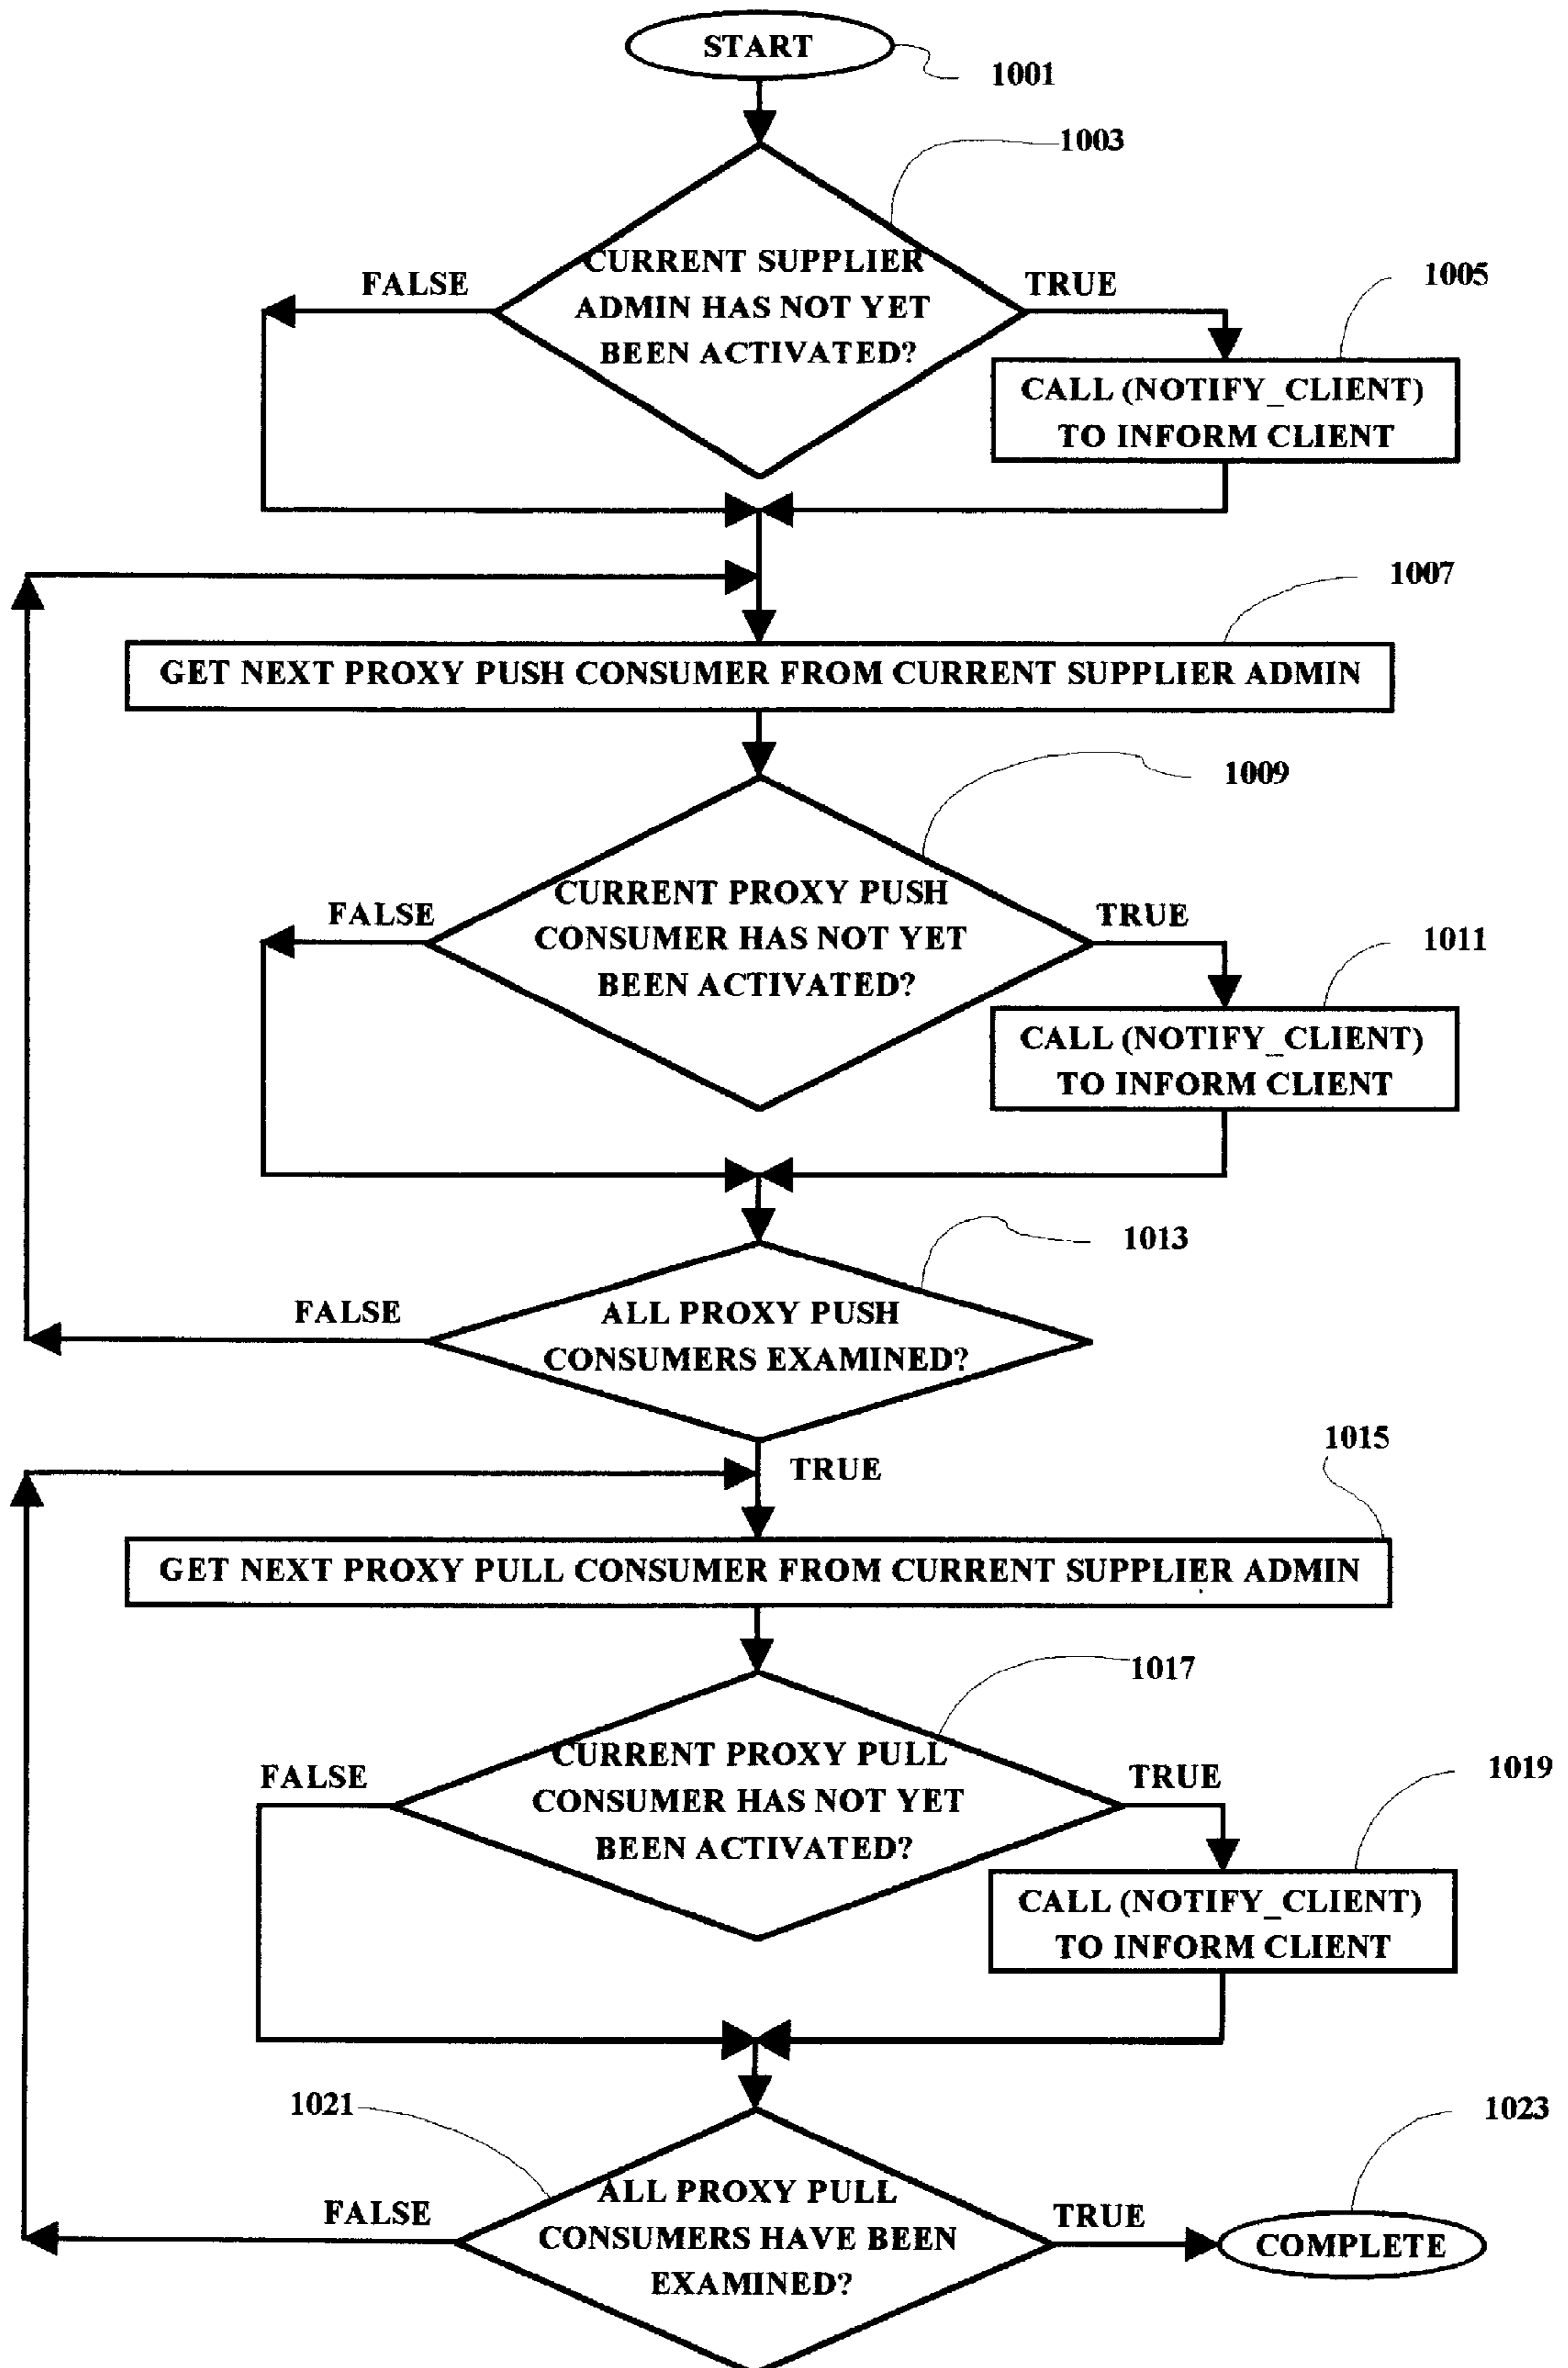 START
1001
1003
CURRENT SUPPLIER
ADMIN HAS NOT YET
BEEN ACTIVATED?
FALSE
TRUE
1005
CALL (NOTIFY_CLIENT)
TO INFORM CLIENT
1007
GET NEXT PROXY PUSH CONSUMER FROM CURRENT SUPPLIER ADMIN
1009
CURRENT PROXY PUSH
CONSUMER HAS NOT YET
BEEN ACTIVATED?
FALSE
TRUE
1011
CALL (NOTIFY_CLIENT)
TO INFORM CLIENT
1013
ALL PROXY PUSH
CONSUMERS EXAMINED?
FALSE
TRUE
1015
GET NEXT PROXY PULL CONSUMER FROM CURRENT SUPPLIER ADMIN
1017
CURRENT PROXY PULL
CONSUMER HAS NOT YET
BEEN ACTIVATED?
FALSE
TRUE
1019
CALL (NOTIFY_CLIENT)
TO INFORM CLIENT
1021
ALL PROXY PULL
CONSUMERS HAVE BEEN
EXAMINED?
FALSE
TRUE
1023
COMPLETE